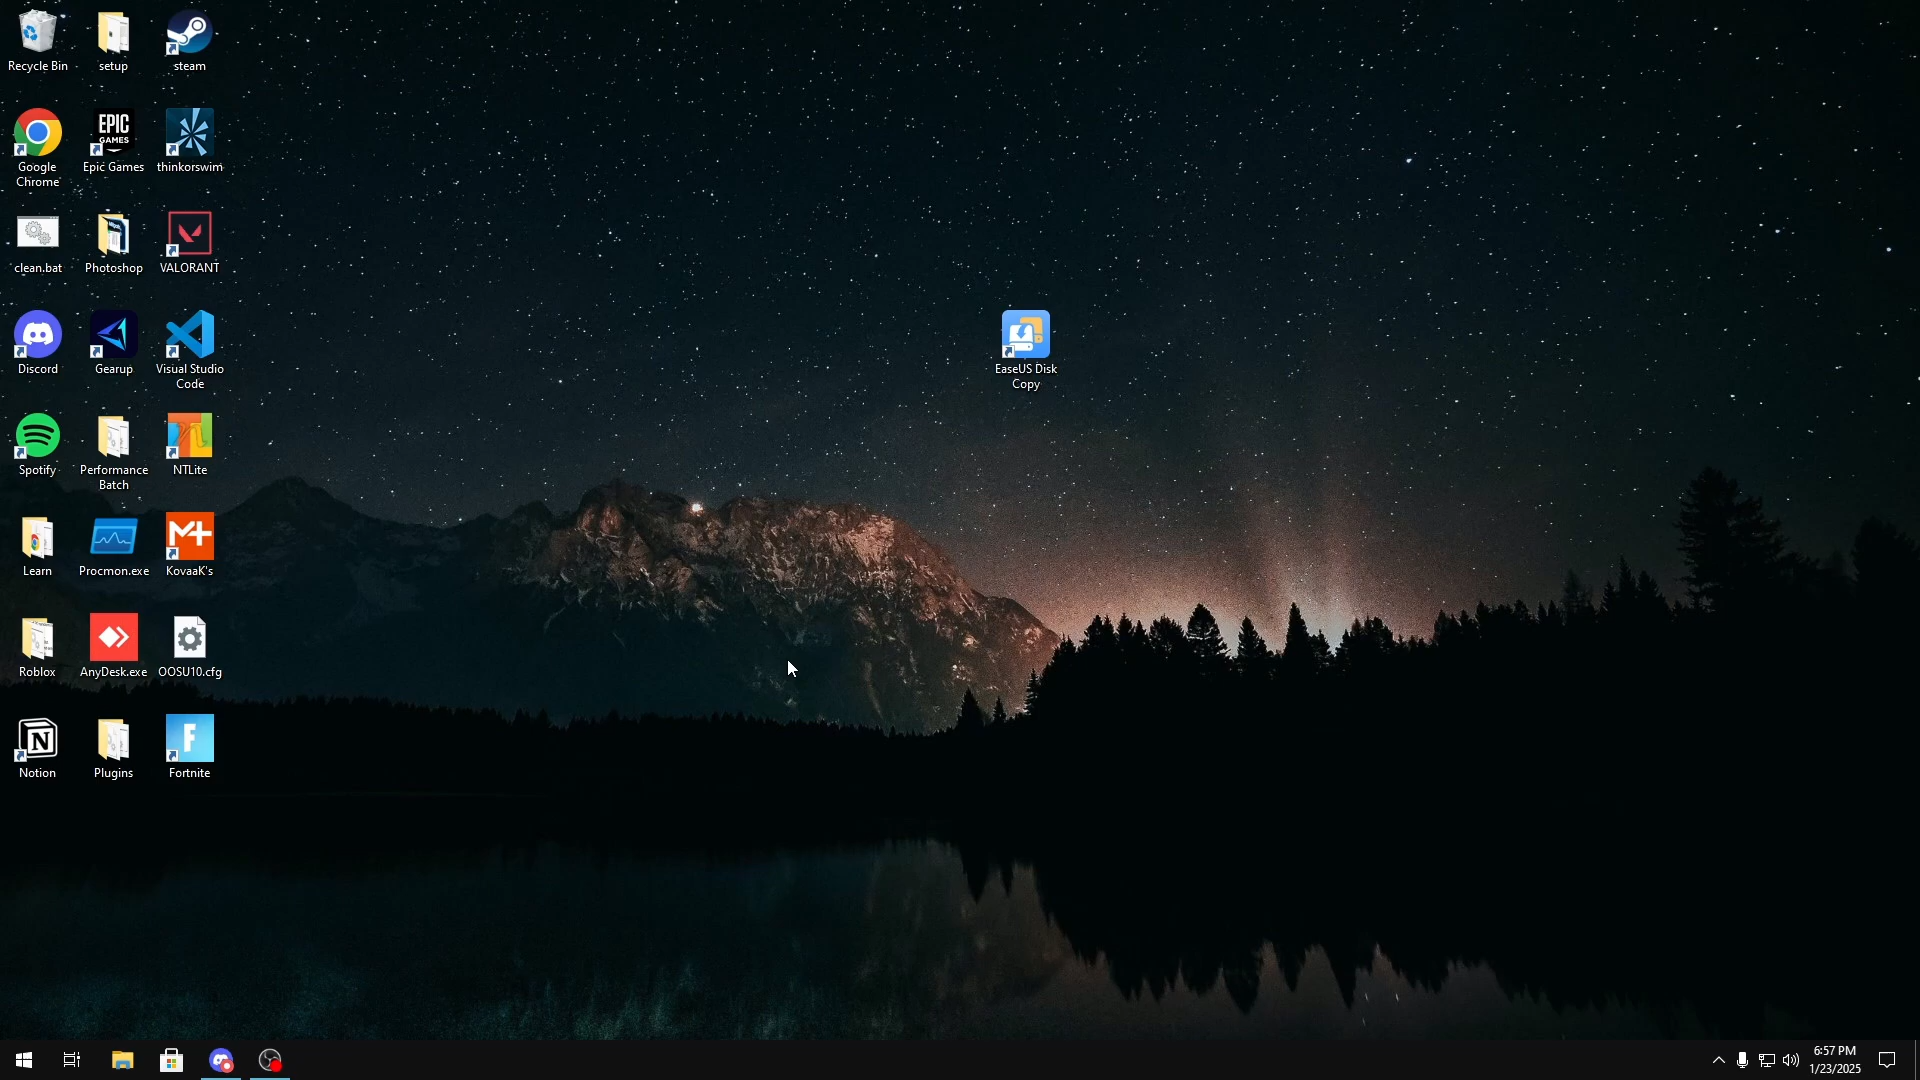 Recycle Bin
setup
steam
Google
Chrome
EPIC
GAMES
Epic Games
thinkorswim
clean.bat
Photoshop
VALORANT
Discord
Gearup
Visual Studio
Code
EaseUS Disk
Copy
Spotify
Performance
Batch
NTLite
Learn
Procmon.exe
M+
KovaaK's
Roblox
AnyDesk.exe
OOSU10.cfg
N
Notion
Plugins
F
Fortnite
6:57 PM
1/23/2025